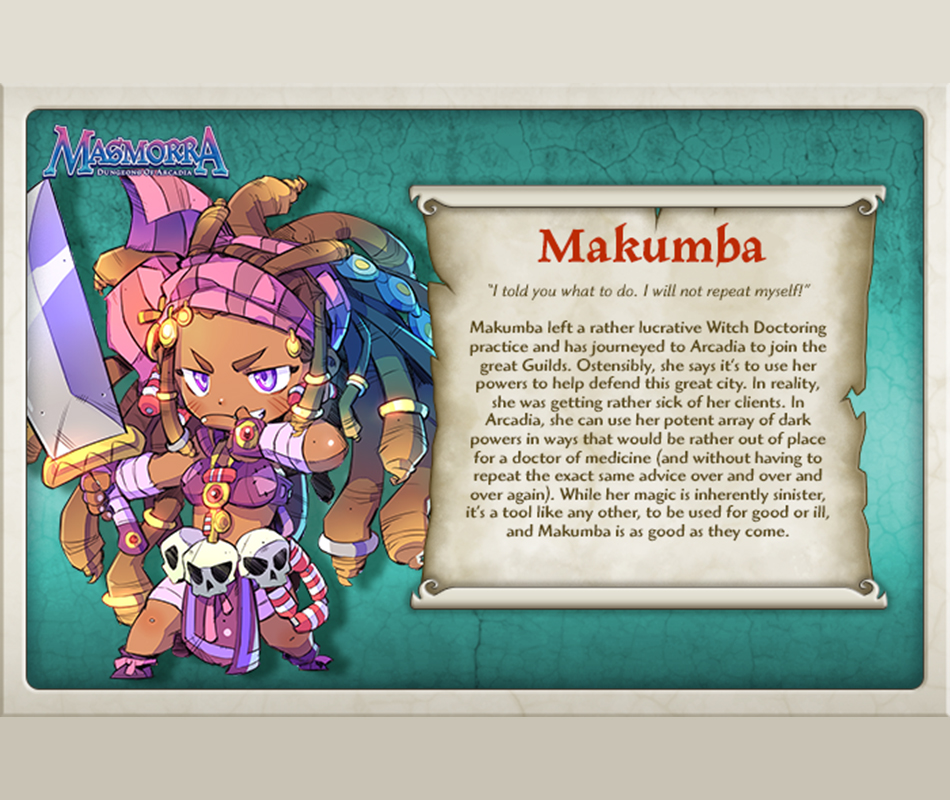 MASMORRA
DUNGEONS OF ARCADIA
Makumba
"I told you what to do. I will not repeat myself!"
Makumba left a rather lucrative Witch Doctoring
practice and has journeyed to Arcadia to join the
great Guilds. Ostensibly, she says it's to use her
powers to help defend this great city. In reality,
she was getting rather sick of her clients. In
Arcadia, she can use her potent array of dark
powers in ways that would be rather out of place
for a doctor of medicine (and without having to
repeat the exact same advice over and over and
over again). While her magic is inherently sinister,
it's a tool like any other, to be used for good or ill,
and Makumba is as good as they come.